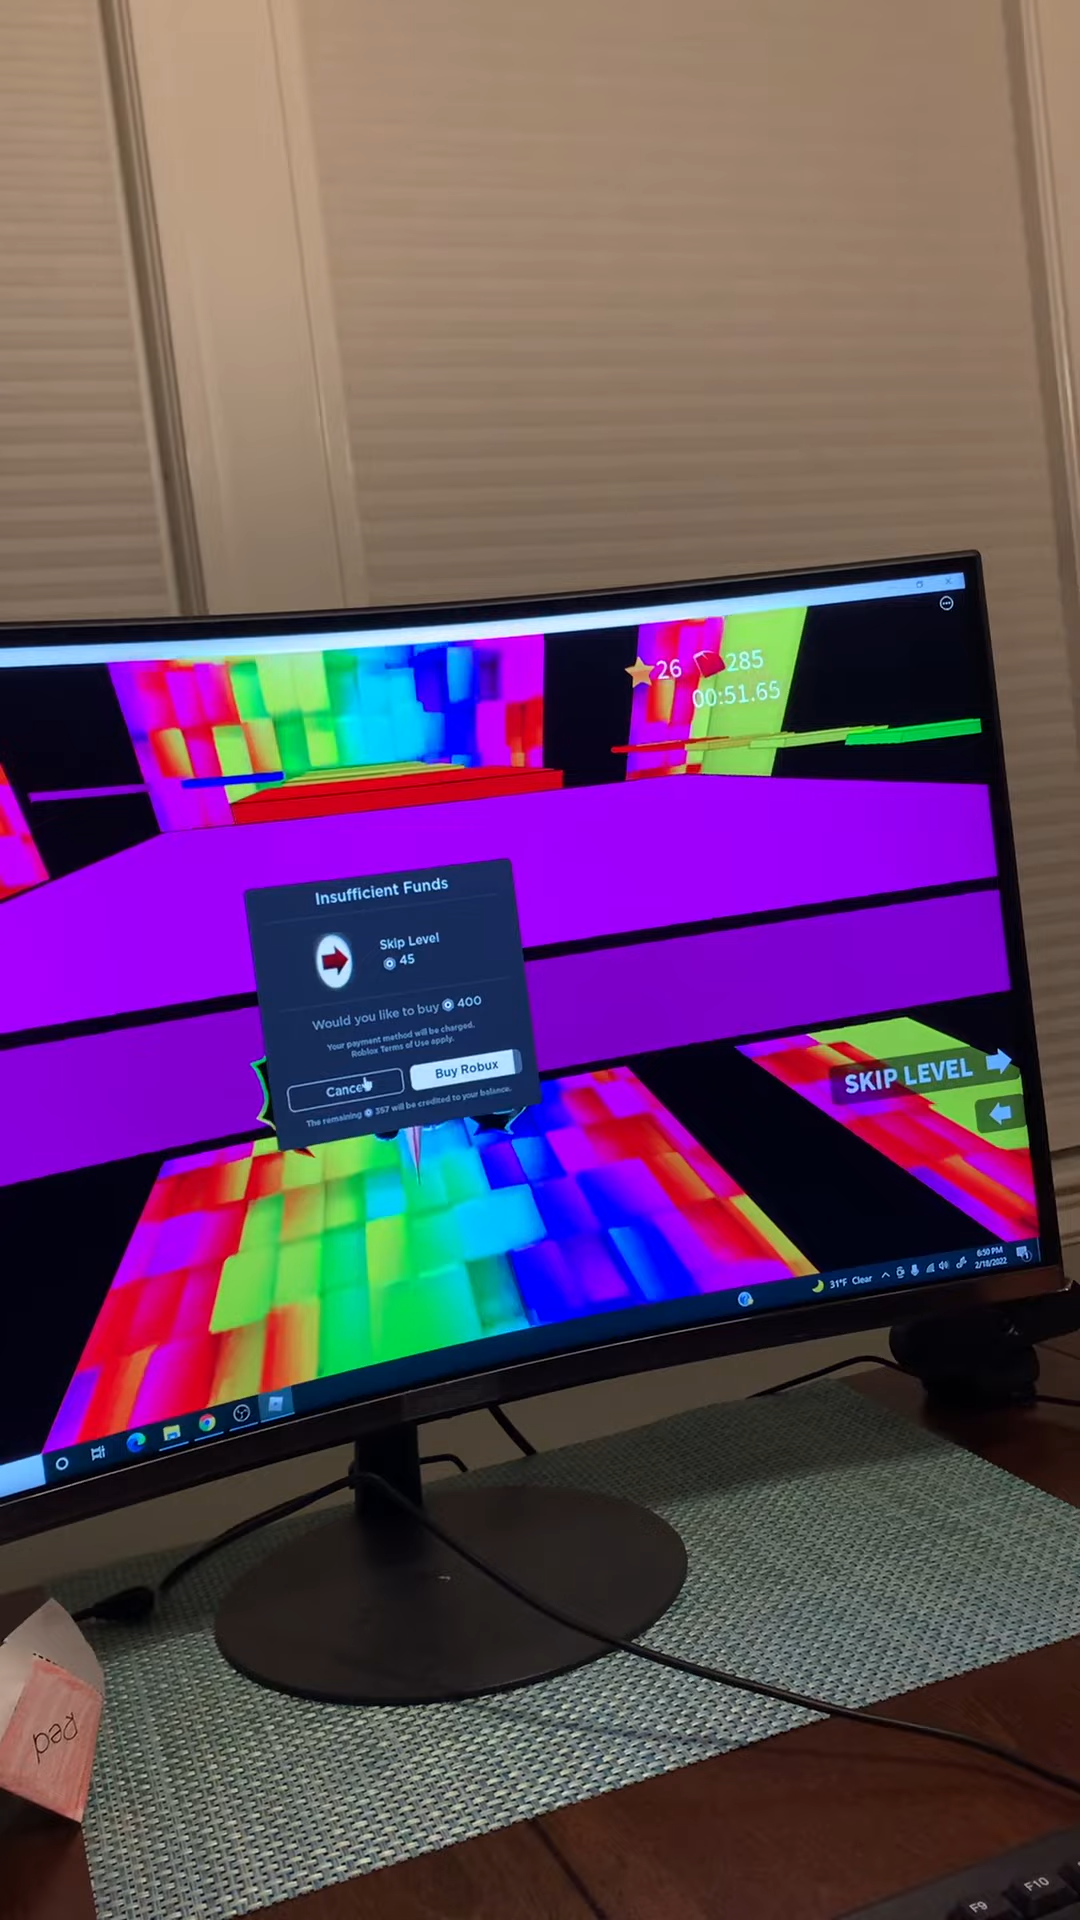 26 285
00:51.65
Insufficient Funds
Skip Level
45
Would you like to buy 400
Your payment method will be charged.
Roblox Terms of Use apply.
Cancel
Buy Robux
The remaining 357 will be credited to your balance.
SKIP LEVEL
31°F Clear
6:50 PM
2/18/2022
Red
F9
F10